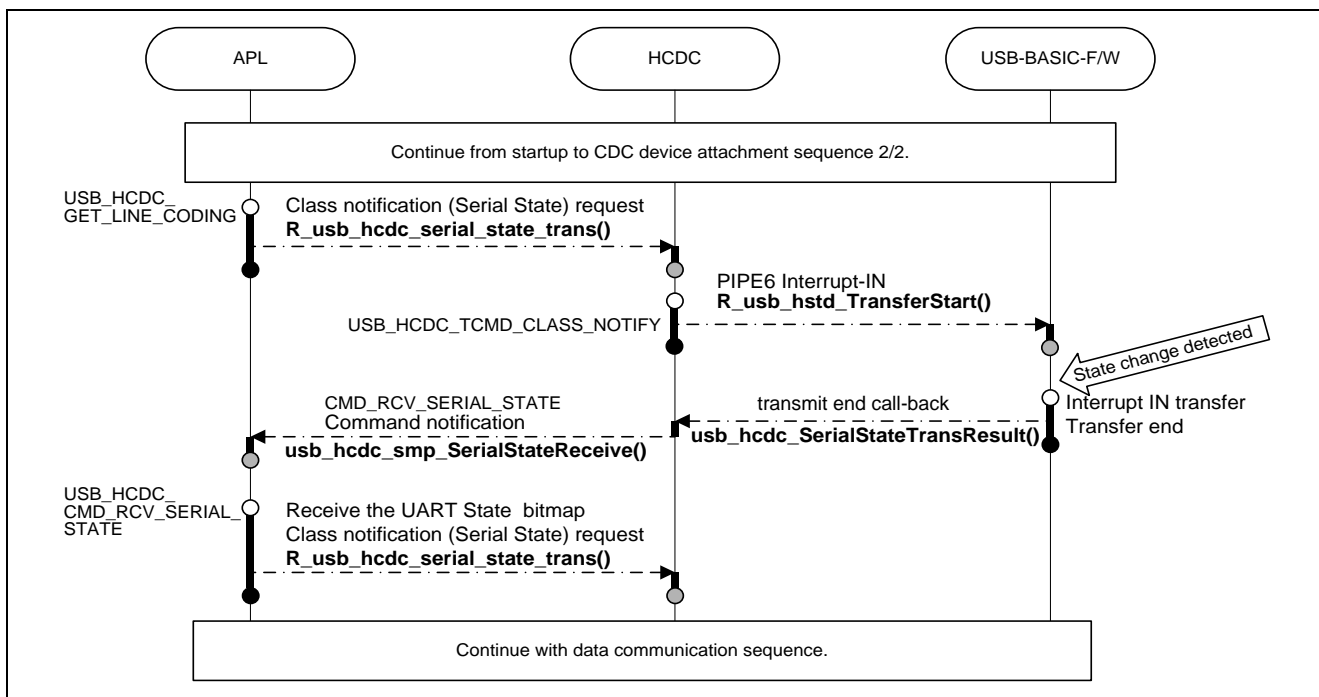 APL
HCDC
USB-BASIC-F/W
Continue from startup to CDC device attachment sequence 2/2.
USB_HCDC_
GET_LINE_CODING
Class notification (Serial State) request
R_usb_hcdc_serial_state_trans()
PIPE6 Interrupt-IN
R_usb_hstd_TransferStart()
USB_HCDC_TCMD_CLASS_NOTIFY
State change detected
CMD_RCV_SERIAL_STATE
Command notification
usb_hcdc_smp_SerialStateReceive()
transmit end call-back
usb_hcdc_SerialStateTransResult()
Interrupt IN transfer
Transfer end
USB_HCDC_
CMD_RCV_SERIAL_
STATE
Receive the UART State bitmap
Class notification (Serial State) request
R_usb_hcdc_serial_state_trans()
Continue with data communication sequence.